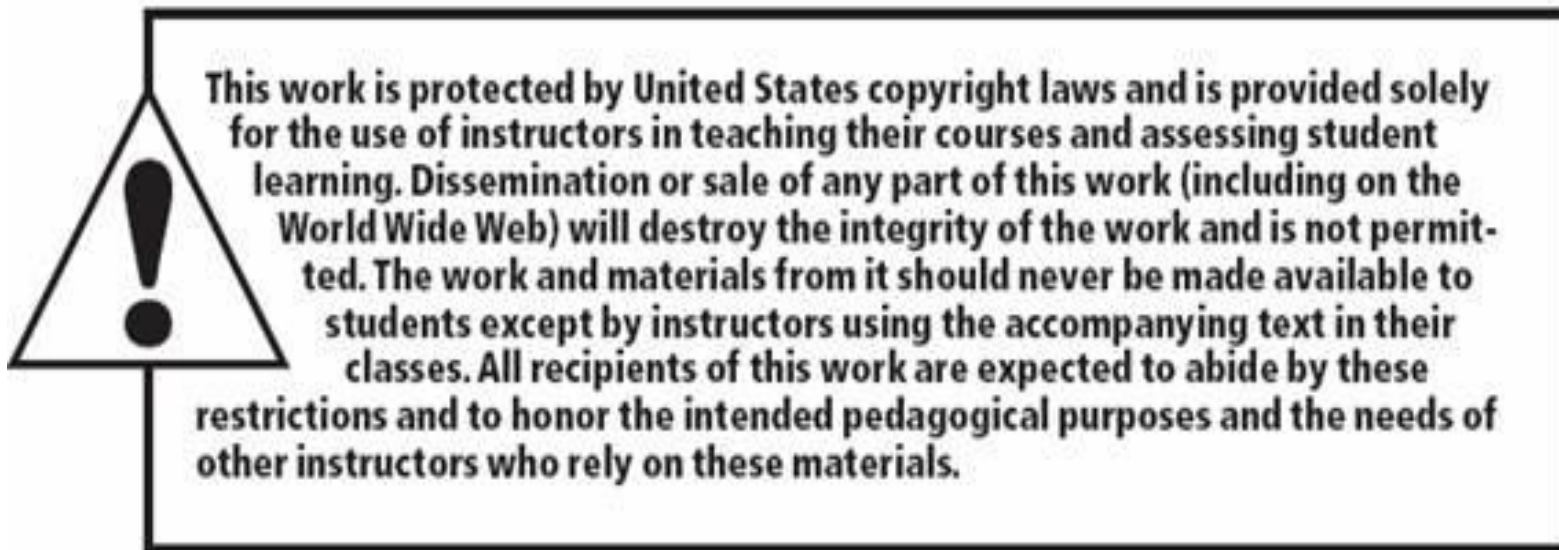 This work is protected by United States copyright laws and is provided solely
for the use of instructors in teaching their courses and assessing student
learning. Dissemination or sale of any part of this work (including on the
World Wide Web) will destroy the integrity of the work and is not permit-
ted. The work and materials from it should never be made available to
students except by instructors using the accompanying text in their
classes. All recipients of this work are expected to abide by these
restrictions and to honor the intended pedagogical purposes and the needs of
other instructors who rely on these materials.